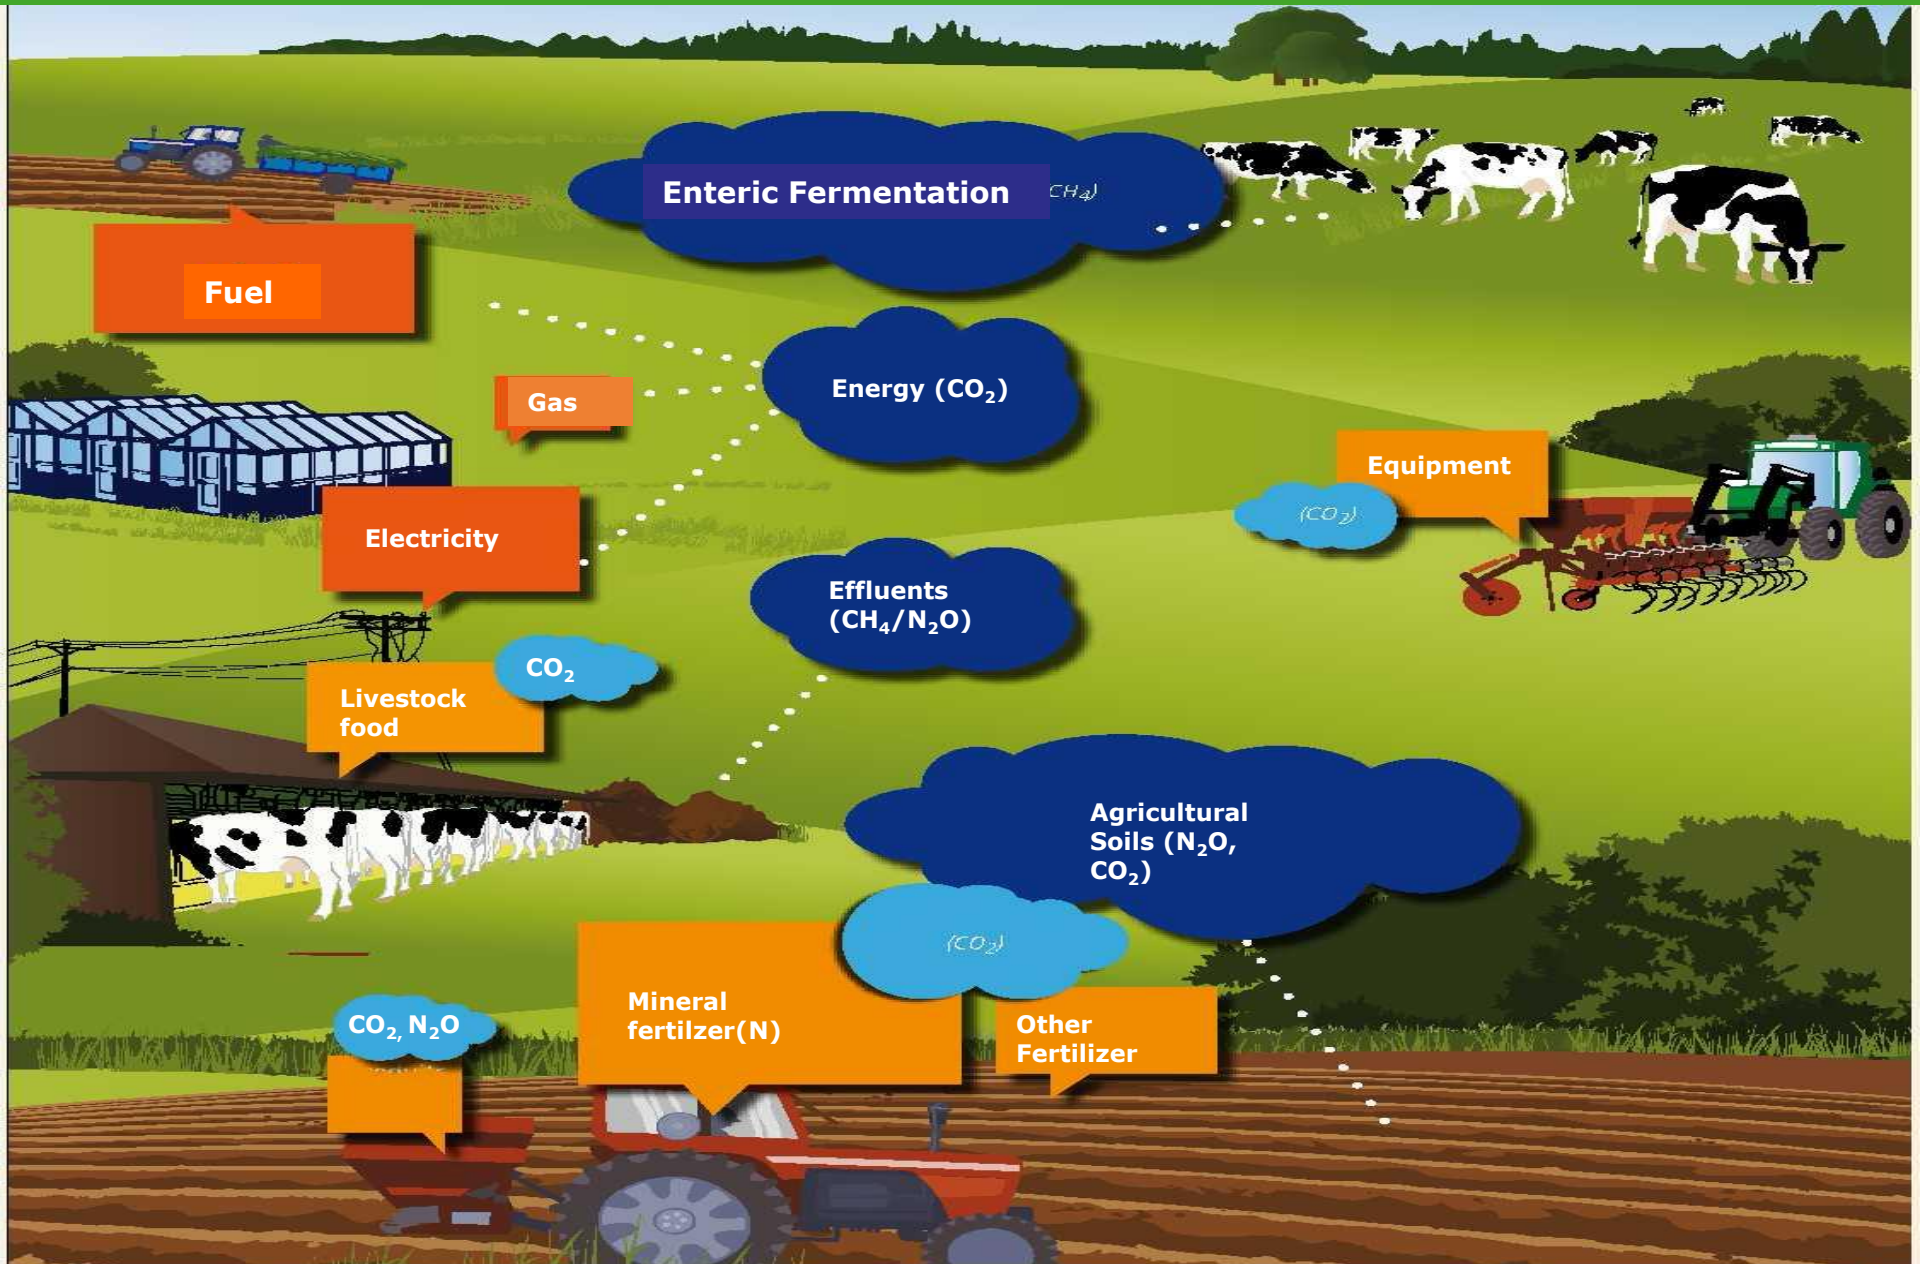 Enteric Fermentation CH₄)
Fuel
Energy (CO₂)
Gas
Equipment
(CO₂)
Electricity
Effluents
(CH₄/N₂O)
CO₂
Livestock
food
Agricultural
Soils (N₂O,
CO₂)
(CO₂)
Mineral
fertilzer(N)
CO₂, N₂O
Other
Fertilizer